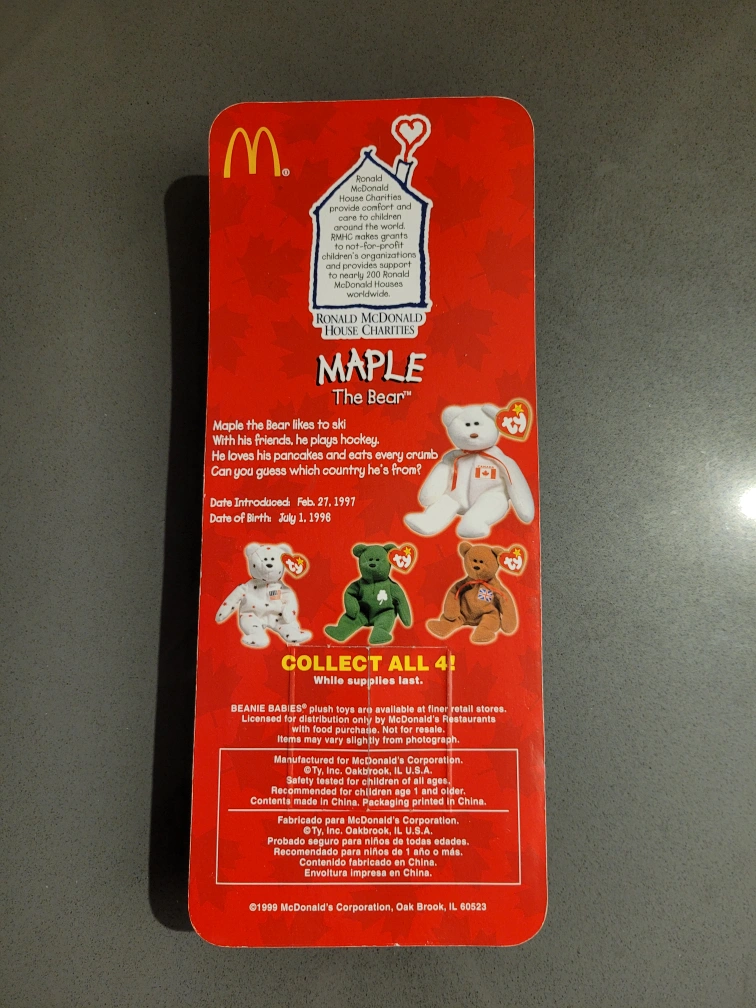 M®
Ronald
McDonald
House Charities
provide comfort and
care to children
around the world.
RMHC makes grants
to not-for-profit
children's organizations
and provides support
to nearly 200 Ronald
McDonald Houses
worldwide.
RONALD MCDONALD
HOUSE CHARITIES
MAPLE
The Bear™
Maple the Bear likes to ski
With his friends, he plays hockey.
He loves his pancakes and eats every crumb
Can you guess which country he's from?
ty
CANADA
Date Introduced: Feb. 27, 1997
Date of Birth: July 1, 1996
ty
ty
ty
COLLECT ALL 4!
While supplies last.
BEANIE BABIES® plush toys are available at finer retail stores.
Licensed for distribution only by McDonald's Restaurants
with food purchase. Not for resale.
Items may vary slightly from photograph.
Manufactured for McDonald's Corporation.
©Ty, Inc. Oakbrook, IL U.S.A.
Safety tested for children of all ages.
Recommended for children age 1 and older.
Contents made in China. Packaging printed in China.
Fabricado para McDonald's Corporation.
©Ty, Inc. Oakbrook, IL U.S.A.
Probado seguro para niños de todas edades.
Recomendado para niños de 1 año o más.
Contenido fabricado en China.
Envoltura impresa en China.
©1999 McDonald's Corporation, Oak Brook, IL 60523